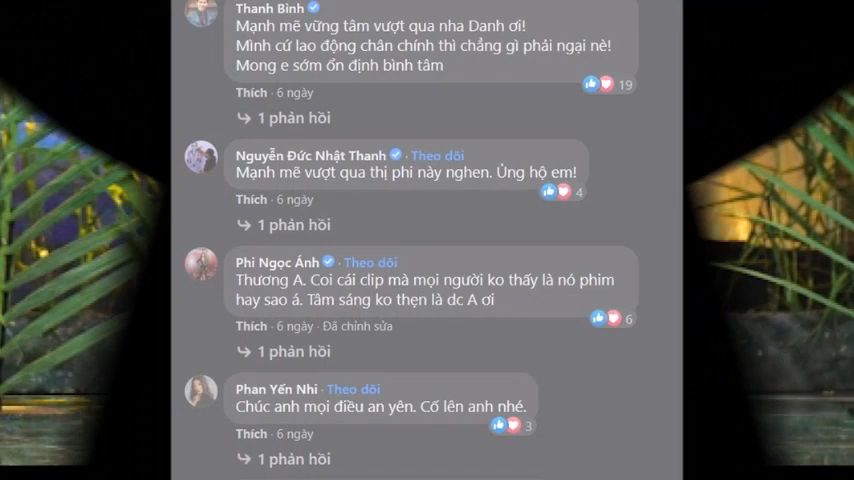 Thanh Bình
Mạnh mẽ vững tâm vượt qua nha Danh ơi!
Mình cứ lao động chân chính thì chẳng gì phải ngại nè!
Mong e sớm ổn định bình tâm
19
Thích · 6 ngày
1 phản hồi
Nguyễn Đức Nhật Thanh · Theo dõi
Mạnh mẽ vượt qua thị phi này nghen. Ủng hộ em!
4
Thích · 6 ngày
1 phản hồi
Phi Ngọc Ánh · Theo dõi
Thương A. Coi cái clip mà mọi người ko thấy là nó phim
hay sao á. Tâm sáng ko thẹn là dc A ơi
6
Thích · 6 ngày · Đã chỉnh sửa
1 phản hồi
Phan Yến Nhi · Theo dõi
Chúc anh mọi điều an yên. Cố lên anh nhé.
3
Thích · 6 ngày
1 phản hồi